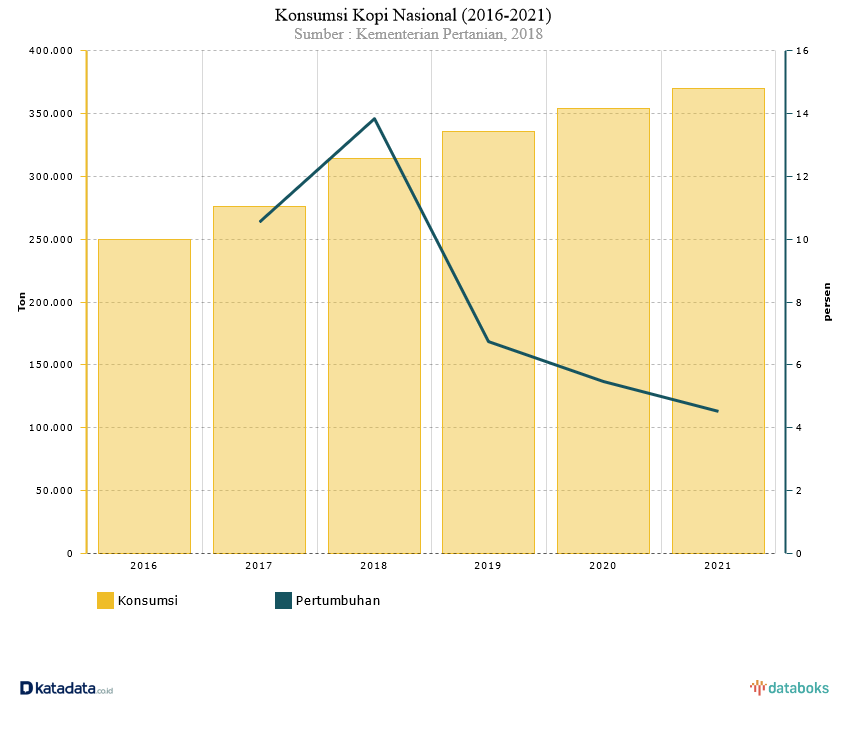 Konsumsi Kopi Nasional (2016-2021)
Sumber : Kementerian Pertanian, 2018
400.000
350.000
300.000
250.000
200.000
150.000
100.000
50.000
0
Ton
16
14
12
10
8
6
4
2
0
persen
2016 2017 2018 2019 2020 2021
Konsumsi Pertumbuhan
katadata.co.id
databoks